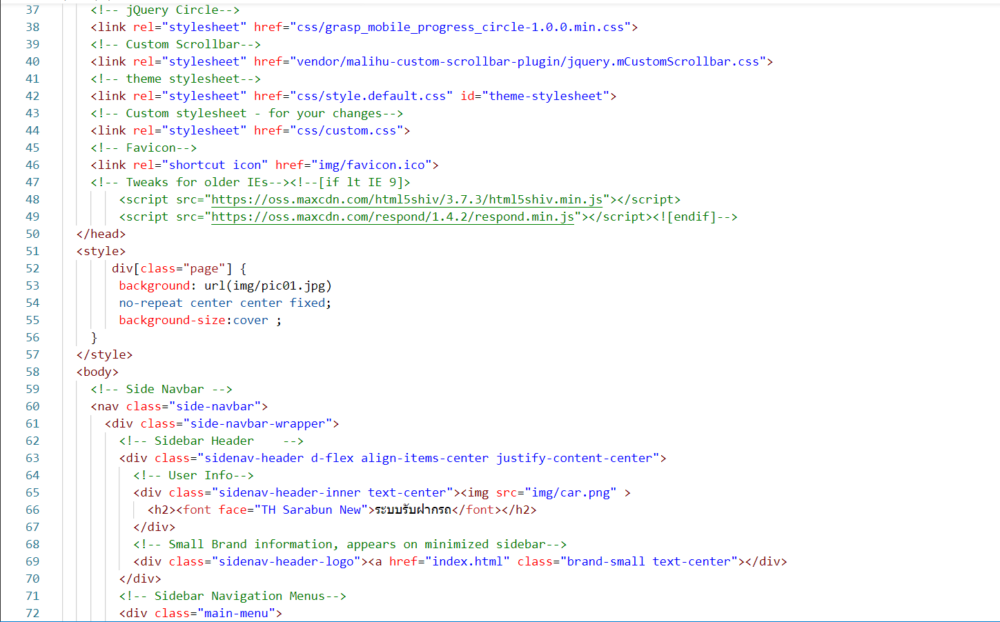 37 <!-- jQuery Circle-->
38 <link rel="stylesheet" href="css/grasp_mobile_progress_circle-1.0.0.min.css">
39 <!-- Custom Scrollbar-->
40 <link rel="stylesheet" href="vendor/malihu-custom-scrollbar-plugin/jquery.mCustomScrollbar.css">
41 <!-- theme stylesheet-->
42 <link rel="stylesheet" href="css/style.default.css" id="theme-stylesheet">
43 <!-- Custom stylesheet - for your changes-->
44 <link rel="stylesheet" href="css/custom.css">
45 <!-- Favicon-->
46 <link rel="shortcut icon" href="img/favicon.ico">
47 <!-- Tweaks for older IEs--><!--[if lt IE 9]>
48 <script src="https://oss.maxcdn.com/html5shiv/3.7.3/html5shiv.min.js"></script>
49 <script src="https://oss.maxcdn.com/respond/1.4.2/respond.min.js"></script><![endif]-->
50 </head>
51 <style>
52 div[class="page"] {
53 background: url(img/pic01.jpg)
54 no-repeat center center fixed;
55 background-size:cover ;
56 }
57 </style>
58 <body>
59 <!-- Side Navbar -->
60 <nav class="side-navbar">
61 <div class="side-navbar-wrapper">
62 <!-- Sidebar Header    -->
63 <div class="sidenav-header d-flex align-items-center justify-content-center">
64 <!-- User Info-->
65 <div class="sidenav-header-inner text-center"><img src="img/car.png" >
66 <h2><font face="TH Sarabun New">ระบบรับฝากรถ</font></h2>
67 </div>
68 <!-- Small Brand information, appears on minimized sidebar-->
69 <div class="sidenav-header-logo"><a href="index.html" class="brand-small text-center"></div>
70 </div>
71 <!-- Sidebar Navigation Menus-->
72 <div class="main-menu">